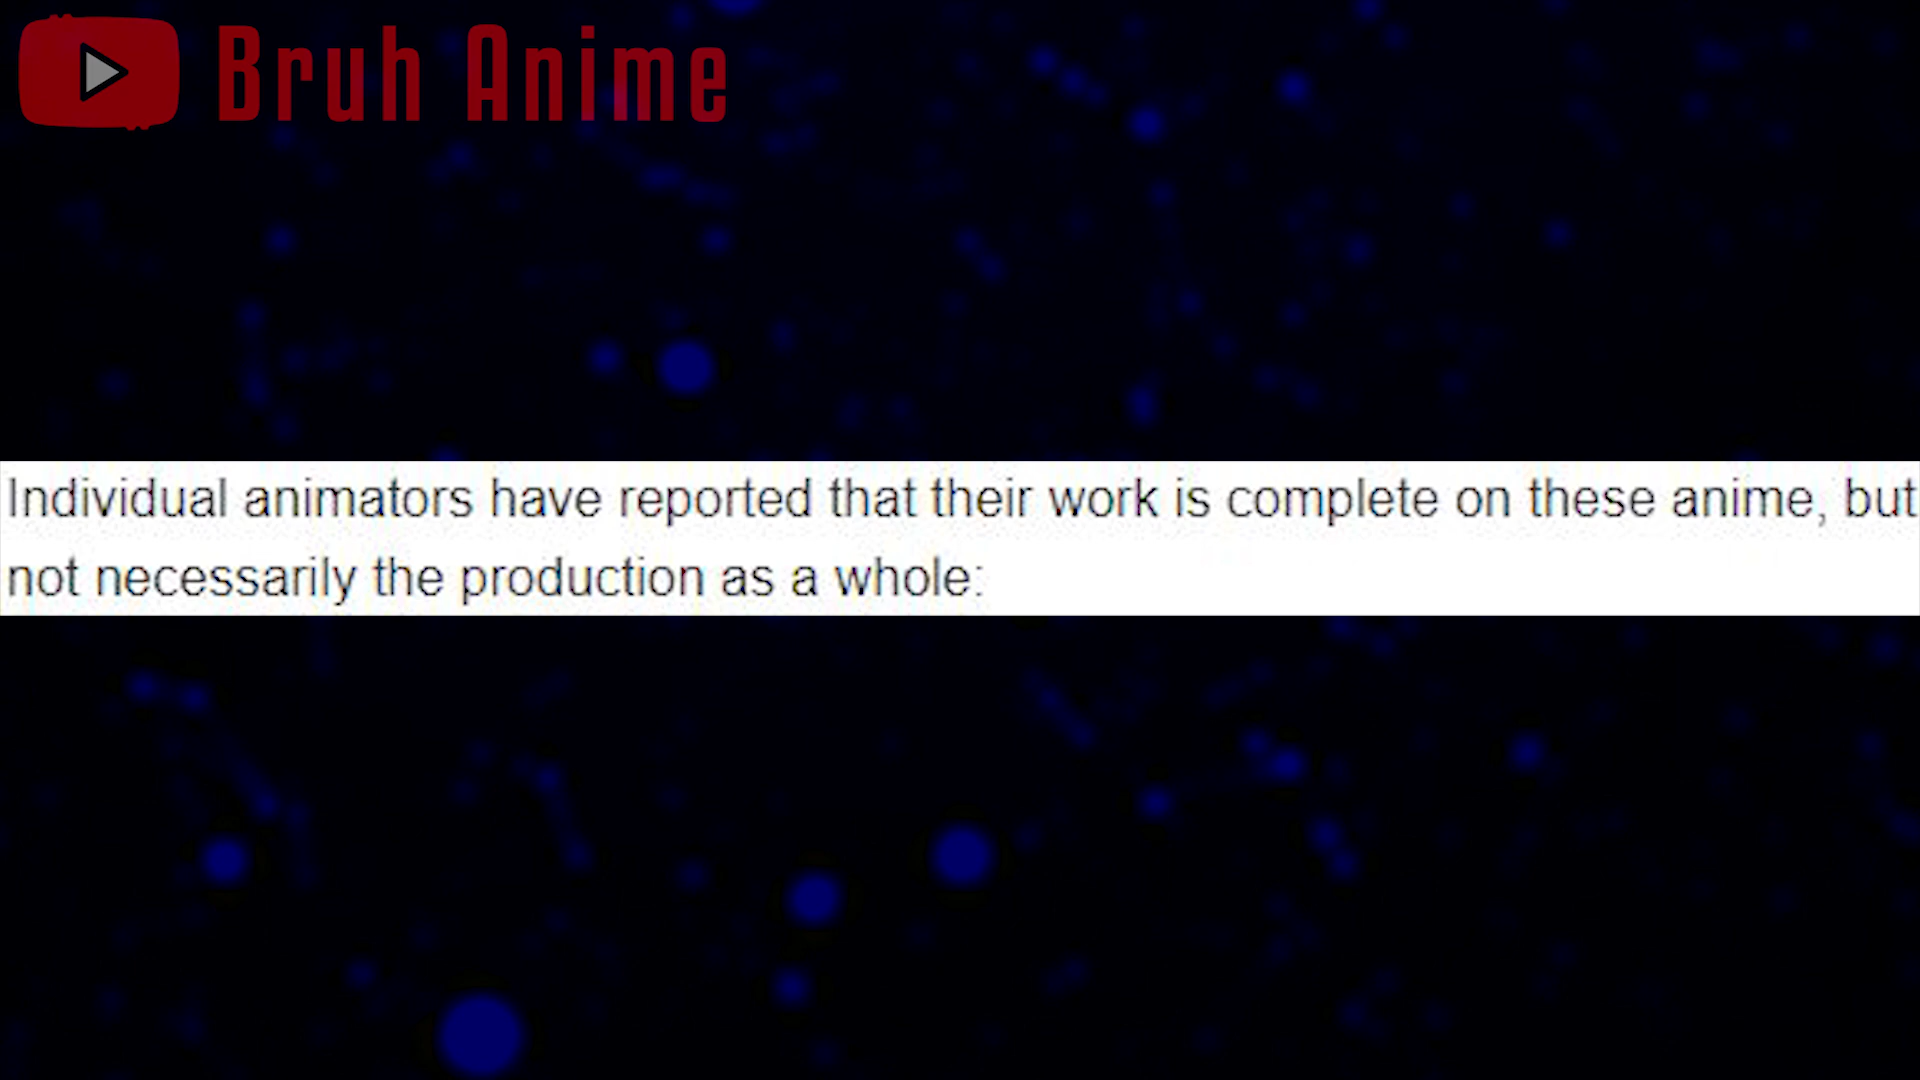 Bruh Anime
Individual animators have reported that their work is complete on these anime, but
not necessarily the production as a whole: